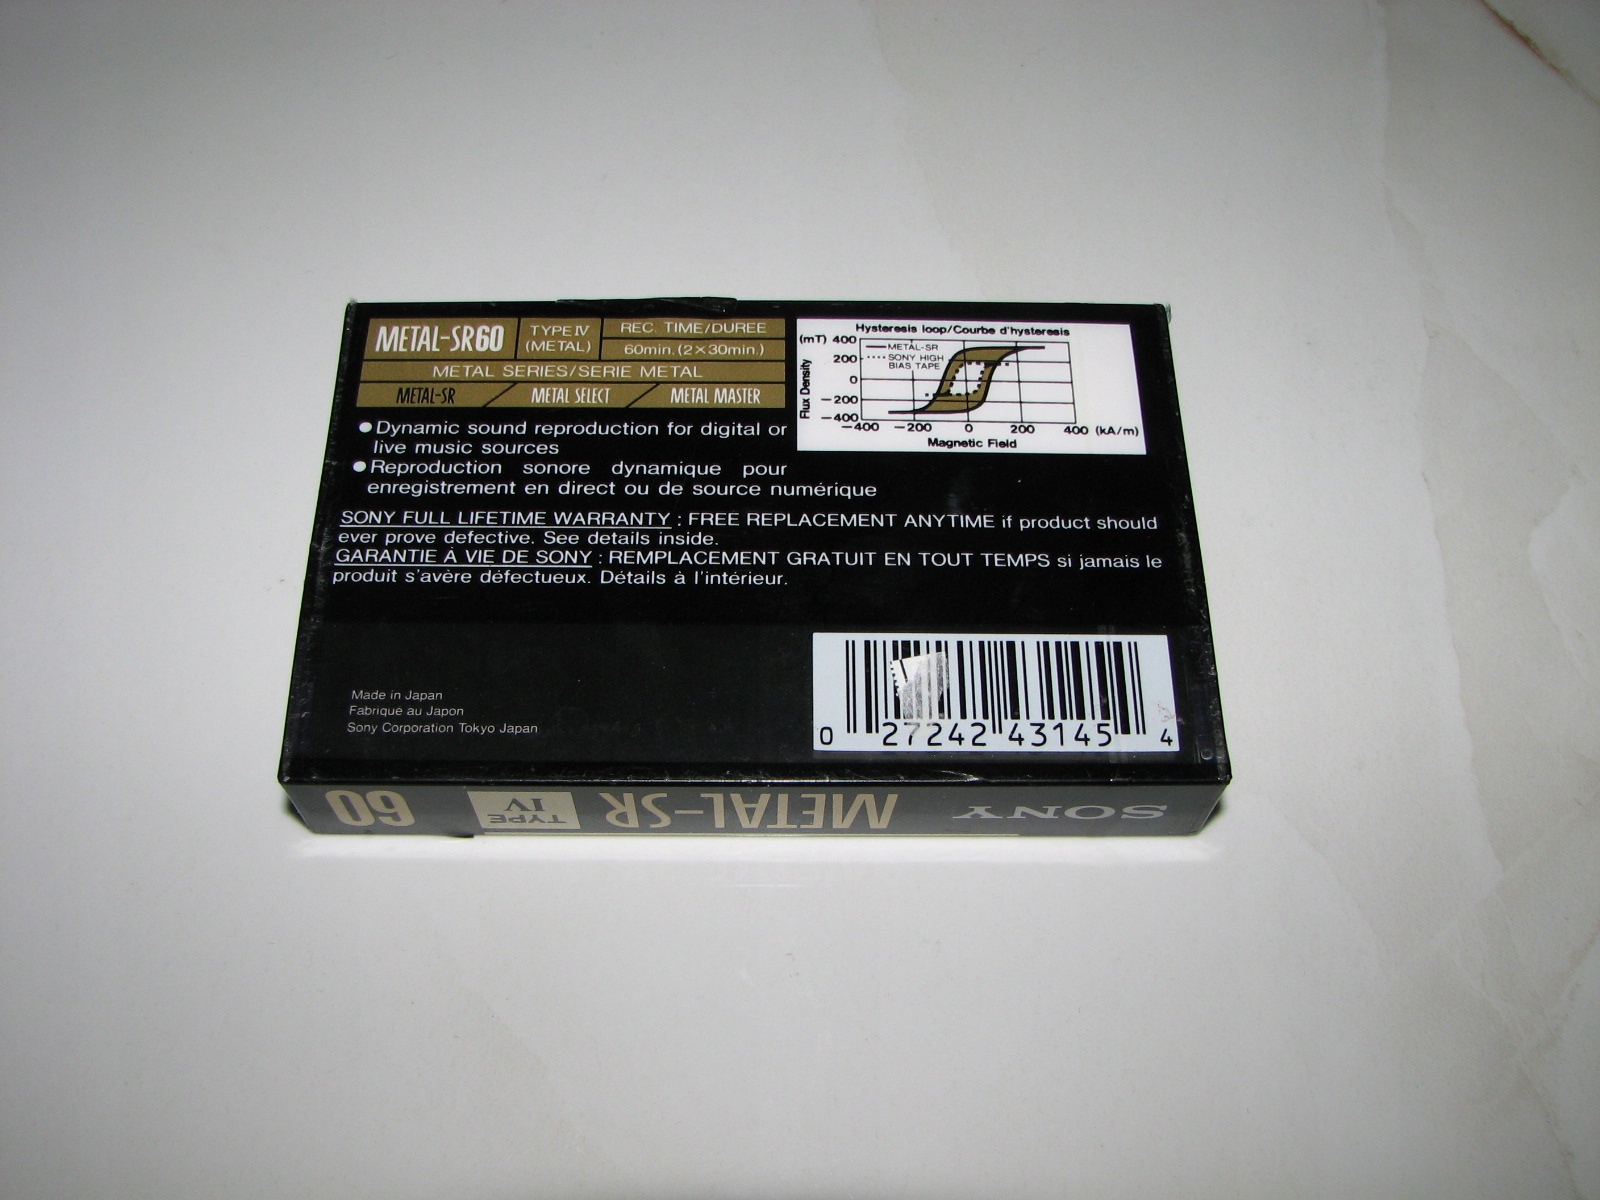 METAL-SR60
TYPE IV
(METAL)
REC. TIME/DUREE
60min. (2×30min.)
METAL SERIES/SERIE METAL
METAL-SR
METAL SELECT
METAL MASTER
Hysteresis loop/Courbe d'hysteresis
(mT)
400
200
0
−200
−400
Flux Density
METAL-SR
SONY HIGH
BIAS TAPE
−400 −200 0 200 400 (kA/m)
Magnetic Field
●Dynamic sound reproduction for digital or
live music sources
●Reproduction sonore dynamique pour
enregistrement en direct ou de source numérique
SONY FULL LIFETIME WARRANTY : FREE REPLACEMENT ANYTIME if product should
ever prove defective. See details inside.
GARANTIE À VIE DE SONY : REMPLACEMENT GRATUIT EN TOUT TEMPS si jamais le
produit s'avère défectueux. Détails à l'intérieur.
Made in Japan
Fabriqué au Japon
Sony Corporation Tokyo Japan
0 27242 43145 4
SONY METAL-SR TYPE IV 60